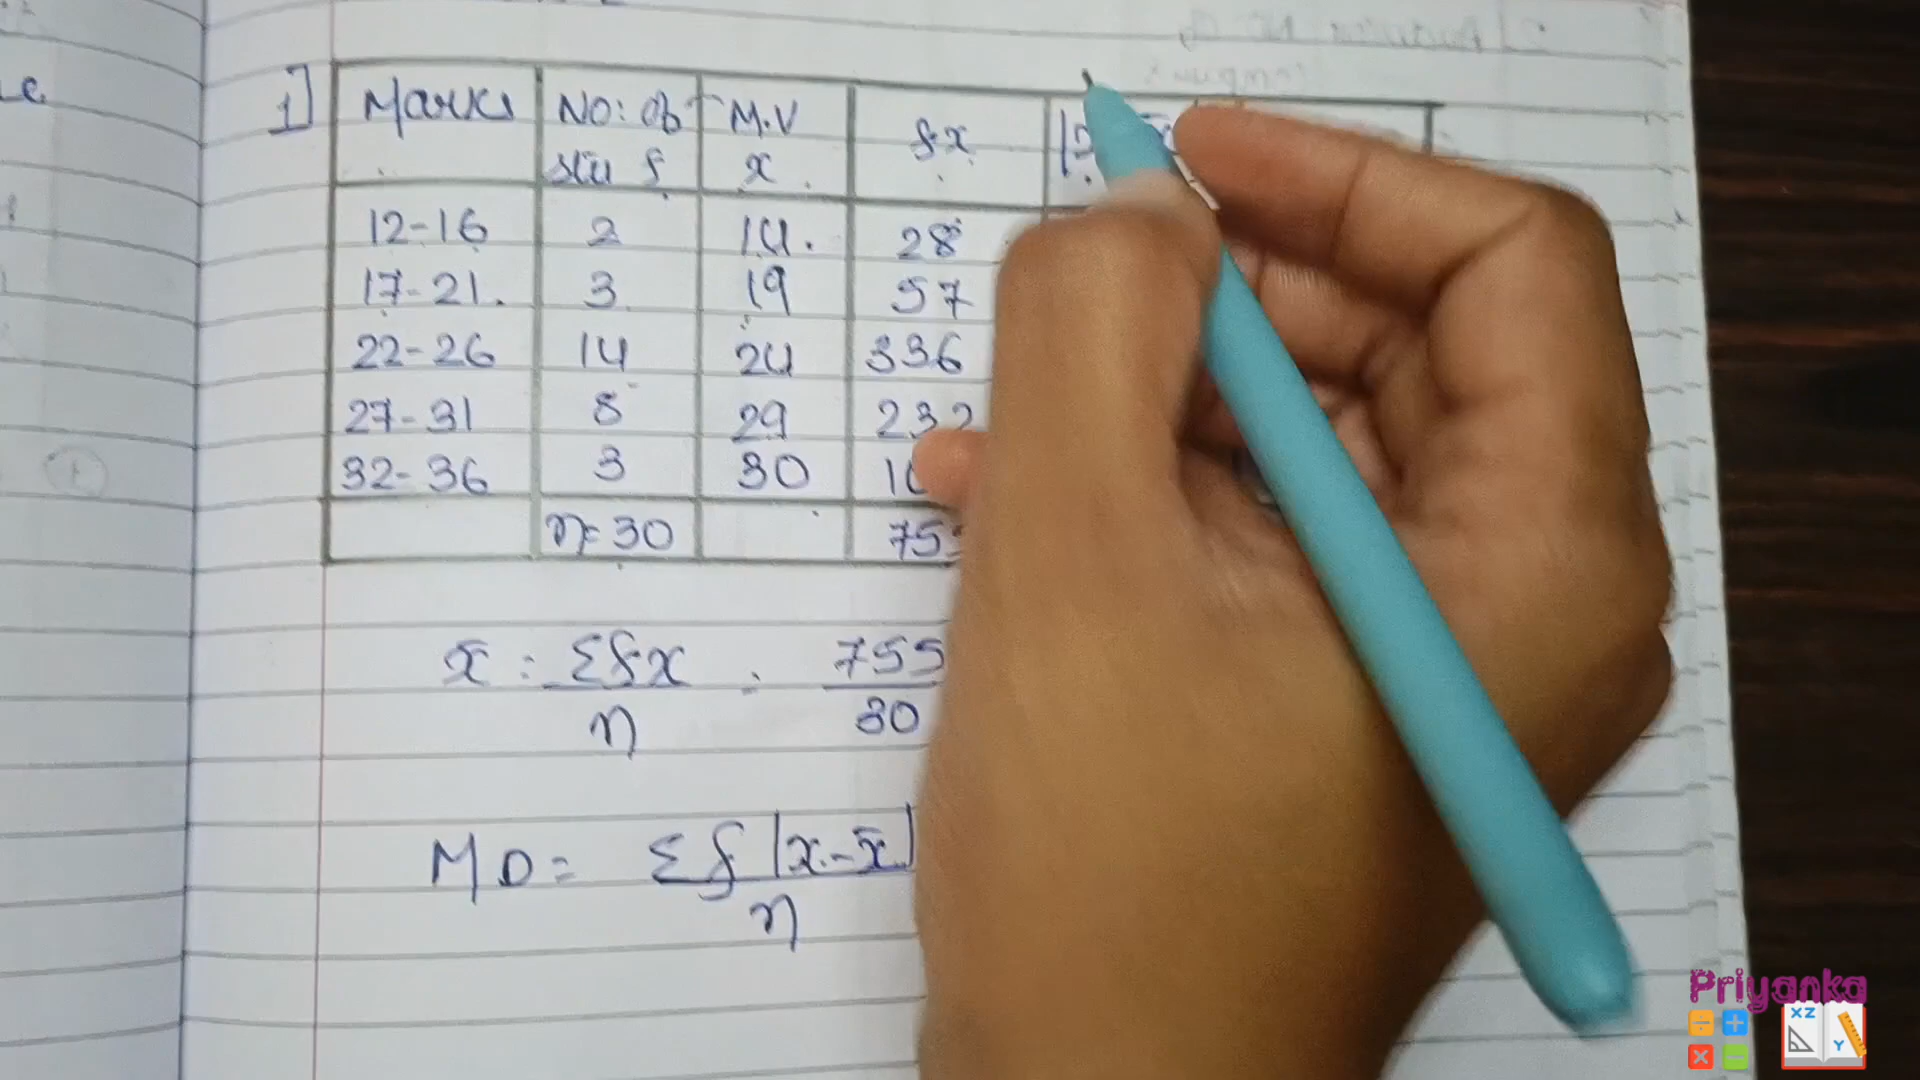 1] Marks No: of M.V fx
stu f x
12-16 2 14. 28
17-21. 3 19 57
22-26 14 24 336
27-31 8 29 232
32-36 3 30
n= 30
x̄ : Σfx 755
n 30
MD = Σf |x-x̄|
n
Priyanka
XZ
Y